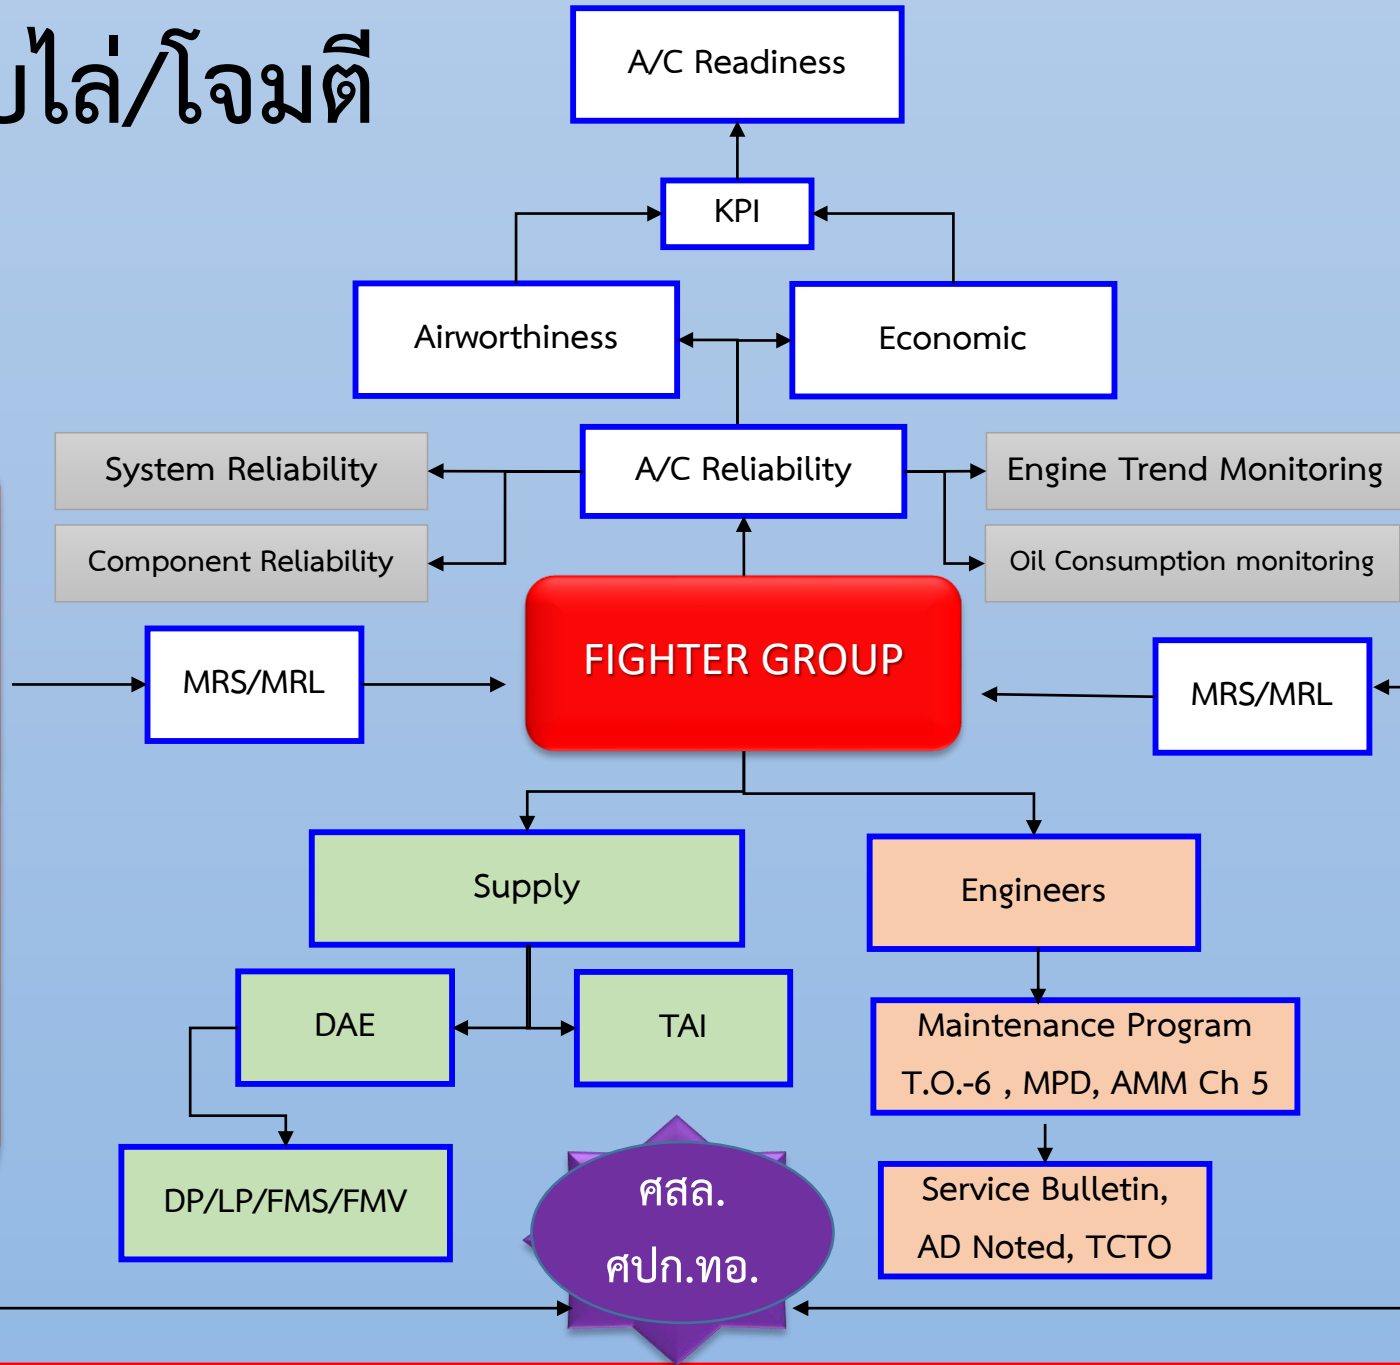 บไล่/โจมตี
A/C Readiness
KPI
Airworthiness
Economic
System Reliability
A/C Reliability
Engine Trend Monitoring
Component Reliability
Oil Consumption monitoring
MRS/MRL
FIGHTER GROUP
MRS/MRL
Supply
Engineers
DAE
TAI
Maintenance Program
T.O.-6 , MPD, AMM Ch 5
DP/LP/FMS/FMV
ศสล.
ศปก.ทอ.
Service Bulletin,
AD Noted, TCTO